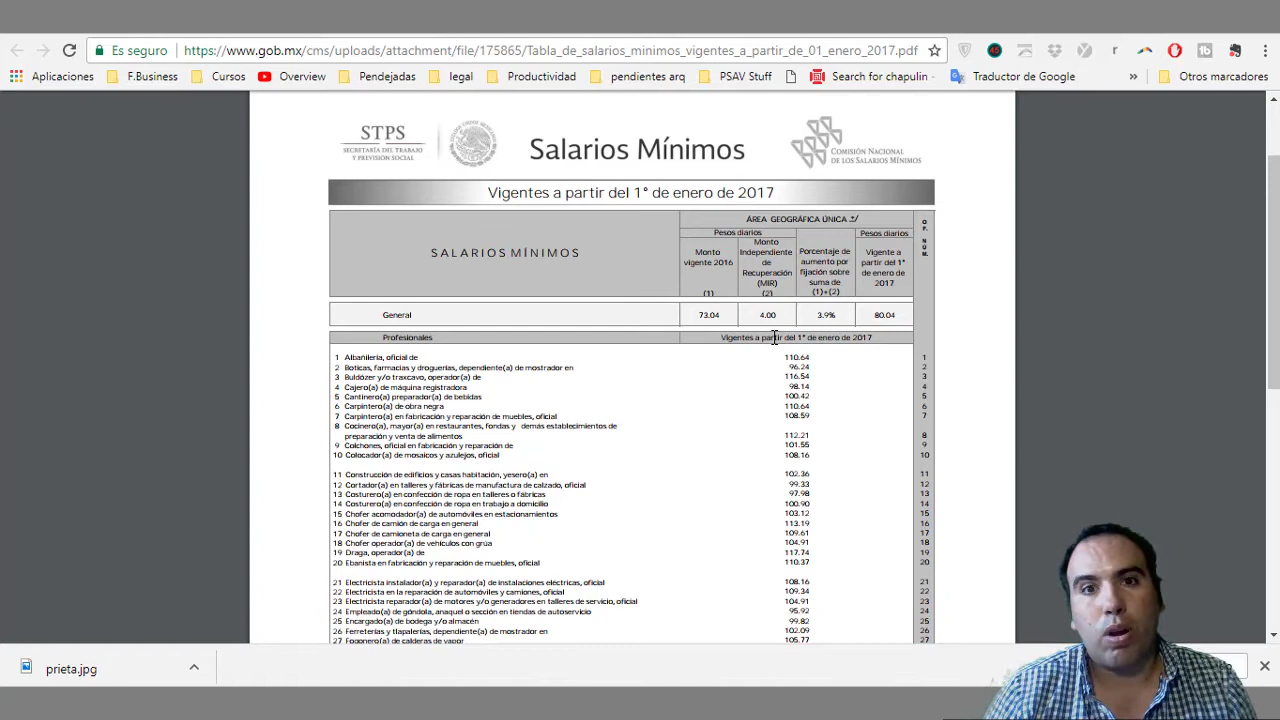 Es seguro https://www.gob.mx/cms/uploads/attachment/file/175865/Tabla_de_salarios_minimos_vigentes_a_partir_de_01_enero_2017.pdf
Aplicaciones F.Business Cursos Overview Pendejadas legal Productividad pendientes arq SAV Stuff Search for chapulin Traductor de Google » Otros marcadores
STPS
SECRETARÍA DEL TRABAJO
Y PREVISIÓN SOCIAL
Salarios Mínimos
COMISIÓN NACIONAL
DE LOS SALARIOS MÍNIMOS
Vigentes a partir del 1° de enero de 2017
SALARIOS MÍNIMOS
ÁREA GEOGRÁFICA ÚNICA */
Pesos diarios
Monto vigente 2016
(1)
Monto Independiente de Recuperación (MIR)
(2)
Porcentaje de aumento por fijación sobre suma de (1)+(2)
Pesos diarios
Vigente a partir del 1° de enero de 2017
OF. NÚM.
General 73.04 4.00 3.9% 80.04
Profesionales Vigentes a partir del 1° de enero de 2017
1 Albañilería, oficial de 110.64 1
2 Boticas, farmacias y droguerías, dependiente(a) de mostrador en 96.24 2
3 Buldózer y/o traxcavo, operador(a) de 116.54 3
4 Cajero(a) de máquina registradora 98.14 4
5 Cantinero(a) preparador(a) de bebidas 100.42 5
6 Carpintero(a) de obra negra 110.64 6
7 Carpintero(a) en fabricación y reparación de muebles, oficial 108.59 7
8 Cocinero(a), mayor(a) en restaurantes, fondas y demás establecimientos de
preparación y venta de alimentos 112.21 8
9 Colchones, oficial en fabricación y reparación de 101.55 9
10 Colocador(a) de mosaicos y azulejos, oficial 108.16 10
11 Construcción de edificios y casas habitación, yesero(a) en 102.36 11
12 Cortador(a) en talleres y fábricas de manufactura de calzado, oficial 99.33 12
13 Costurero(a) en confección de ropa en talleres o fábricas 97.98 13
14 Costurero(a) en confección de ropa en trabajo a domicilio 100.90 14
15 Chofer acomodador(a) de automóviles en estacionamientos 103.12 15
16 Chofer de camión de carga en general 113.19 16
17 Chofer de camioneta de carga en general 109.61 17
18 Chofer operador(a) de vehículos con grúa 104.91 18
19 Draga, operador(a) de 117.74 19
20 Ebanista en fabricación y reparación de muebles, oficial 110.37 20
21 Electricista instalador(a) y reparador(a) de instalaciones eléctricas, oficial 108.16 21
22 Electricista en la reparación de automóviles y camiones, oficial 109.34 22
23 Electricista reparador(a) de motores y/o generadores en talleres de servicio, oficial 104.91 23
24 Empleado(a) de góndola, anaquel o sección en tiendas de autoservicio 95.92 24
25 Encargado(a) de bodega y/o almacén 99.82 25
26 Ferreterías y tlapalerías, dependiente(a) de mostrador en 102.09 26
27 Fogonero(a) de calderas de vapor 105.77 27
prieta.jpg